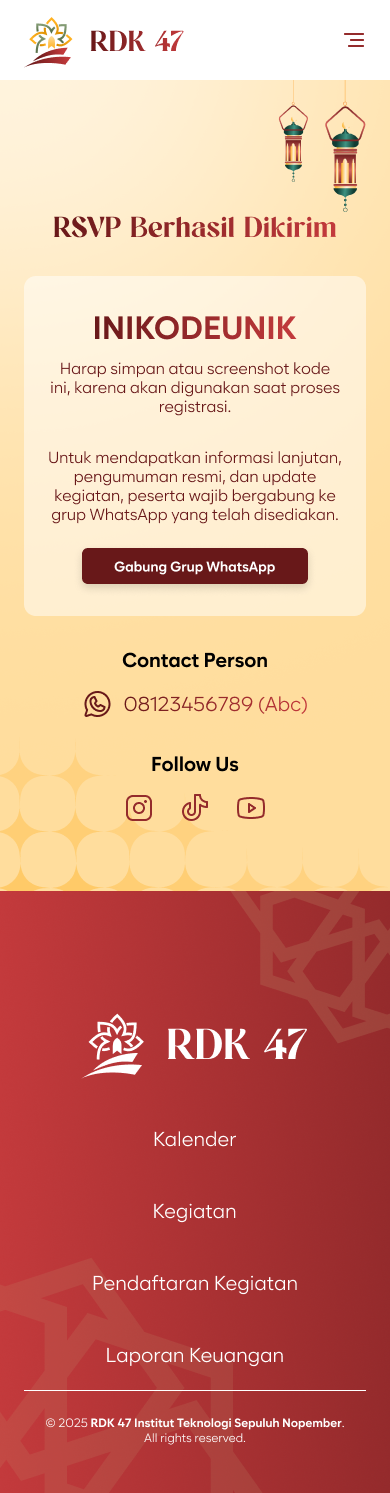 RDK 47
RSVP Berhasil Dikirim
INIKODEUNIK
Harap simpan atau screenshot kode
ini, karena akan digunakan saat proses
registrasi.
Untuk mendapatkan informasi lanjutan,
pengumuman resmi, dan update
kegiatan, peserta wajib bergabung ke
grup WhatsApp yang telah disediakan.
Gabung Grup WhatsApp
Contact Person
08123456789 (Abc)
Follow Us
RDK 47
Kalender
Kegiatan
Pendaftaran Kegiatan
Laporan Keuangan
© 2025 RDK 47 Institut Teknologi Sepuluh Nopember.
All rights reserved.